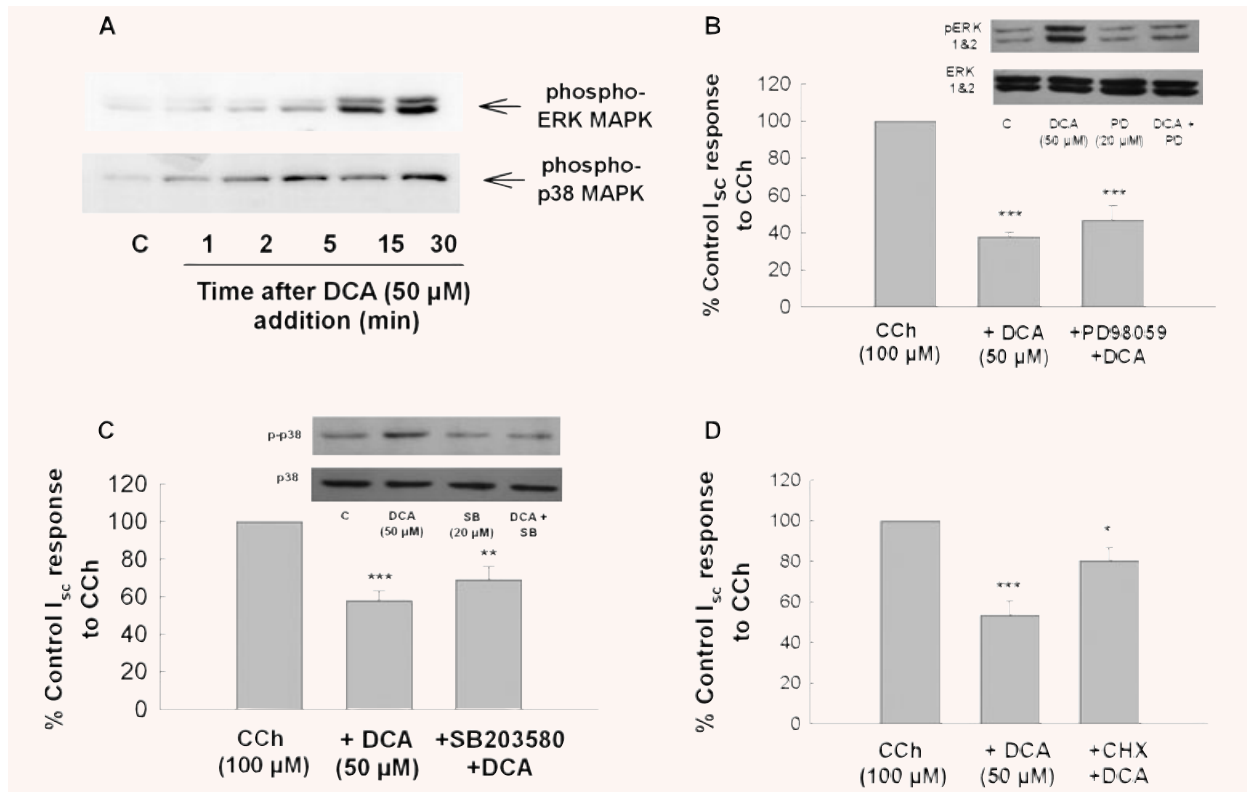 A
phospho-
ERK MAPK
phospho-
p38 MAPK
C 1 2 5 15 30
Time after DCA (50 µM)
addition (min)
B
pERK
1&2
ERK
1&2
C DCA PD DCA +
(50 µM) (20 µM) PD
% Control Isc response
to CCh
120
100
80
60
40
20
0
***
***
CCh + DCA +PD98059
(100 µM) (50 µM) +DCA
C
p-p38
p38
C DCA SB DCA +
(50 µM) (20 µM) SB
% Control Isc response
to CCh
120
100
80
60
40
20
0
***
**
CCh + DCA +SB203580
(100 µM) (50 µM) +DCA
D
% Control Isc response
to CCh
120
100
80
60
40
20
0
***
*
CCh + DCA +CHX
(100 µM) (50 µM) +DCA